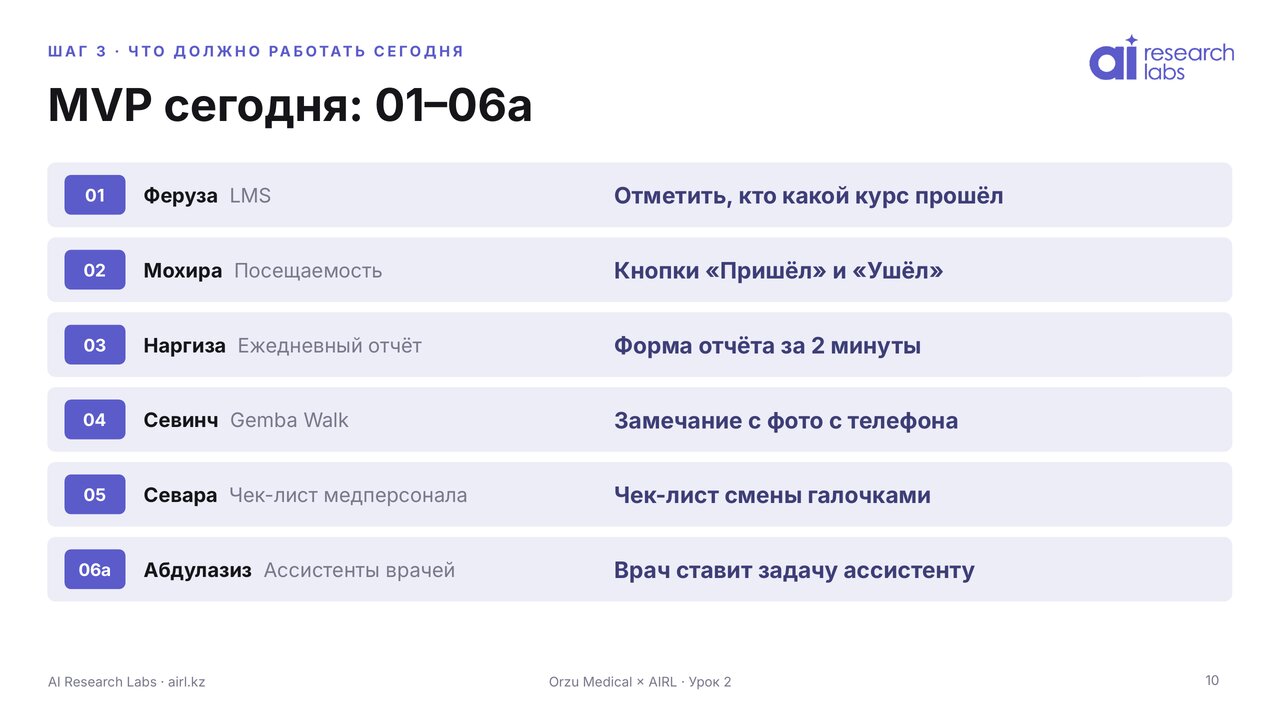 ШАГ 3 · ЧТО ДОЛЖНО РАБОТАТЬ СЕГОДНЯ
ai research labs
MVP сегодня: 01–06a
01 Феруза LMS Отметить, кто какой курс прошёл
02 Мохира Посещаемость Кнопки «Пришёл» и «Ушёл»
03 Наргиза Ежедневный отчёт Форма отчёта за 2 минуты
04 Севинч Gemba Walk Замечание с фото с телефона
05 Севара Чек-лист медперсонала Чек-лист смены галочками
06a Абдулазиз Ассистенты врачей Врач ставит задачу ассистенту
AI Research Labs · airl.kz Orzu Medical × AIRL · Урок 2 10